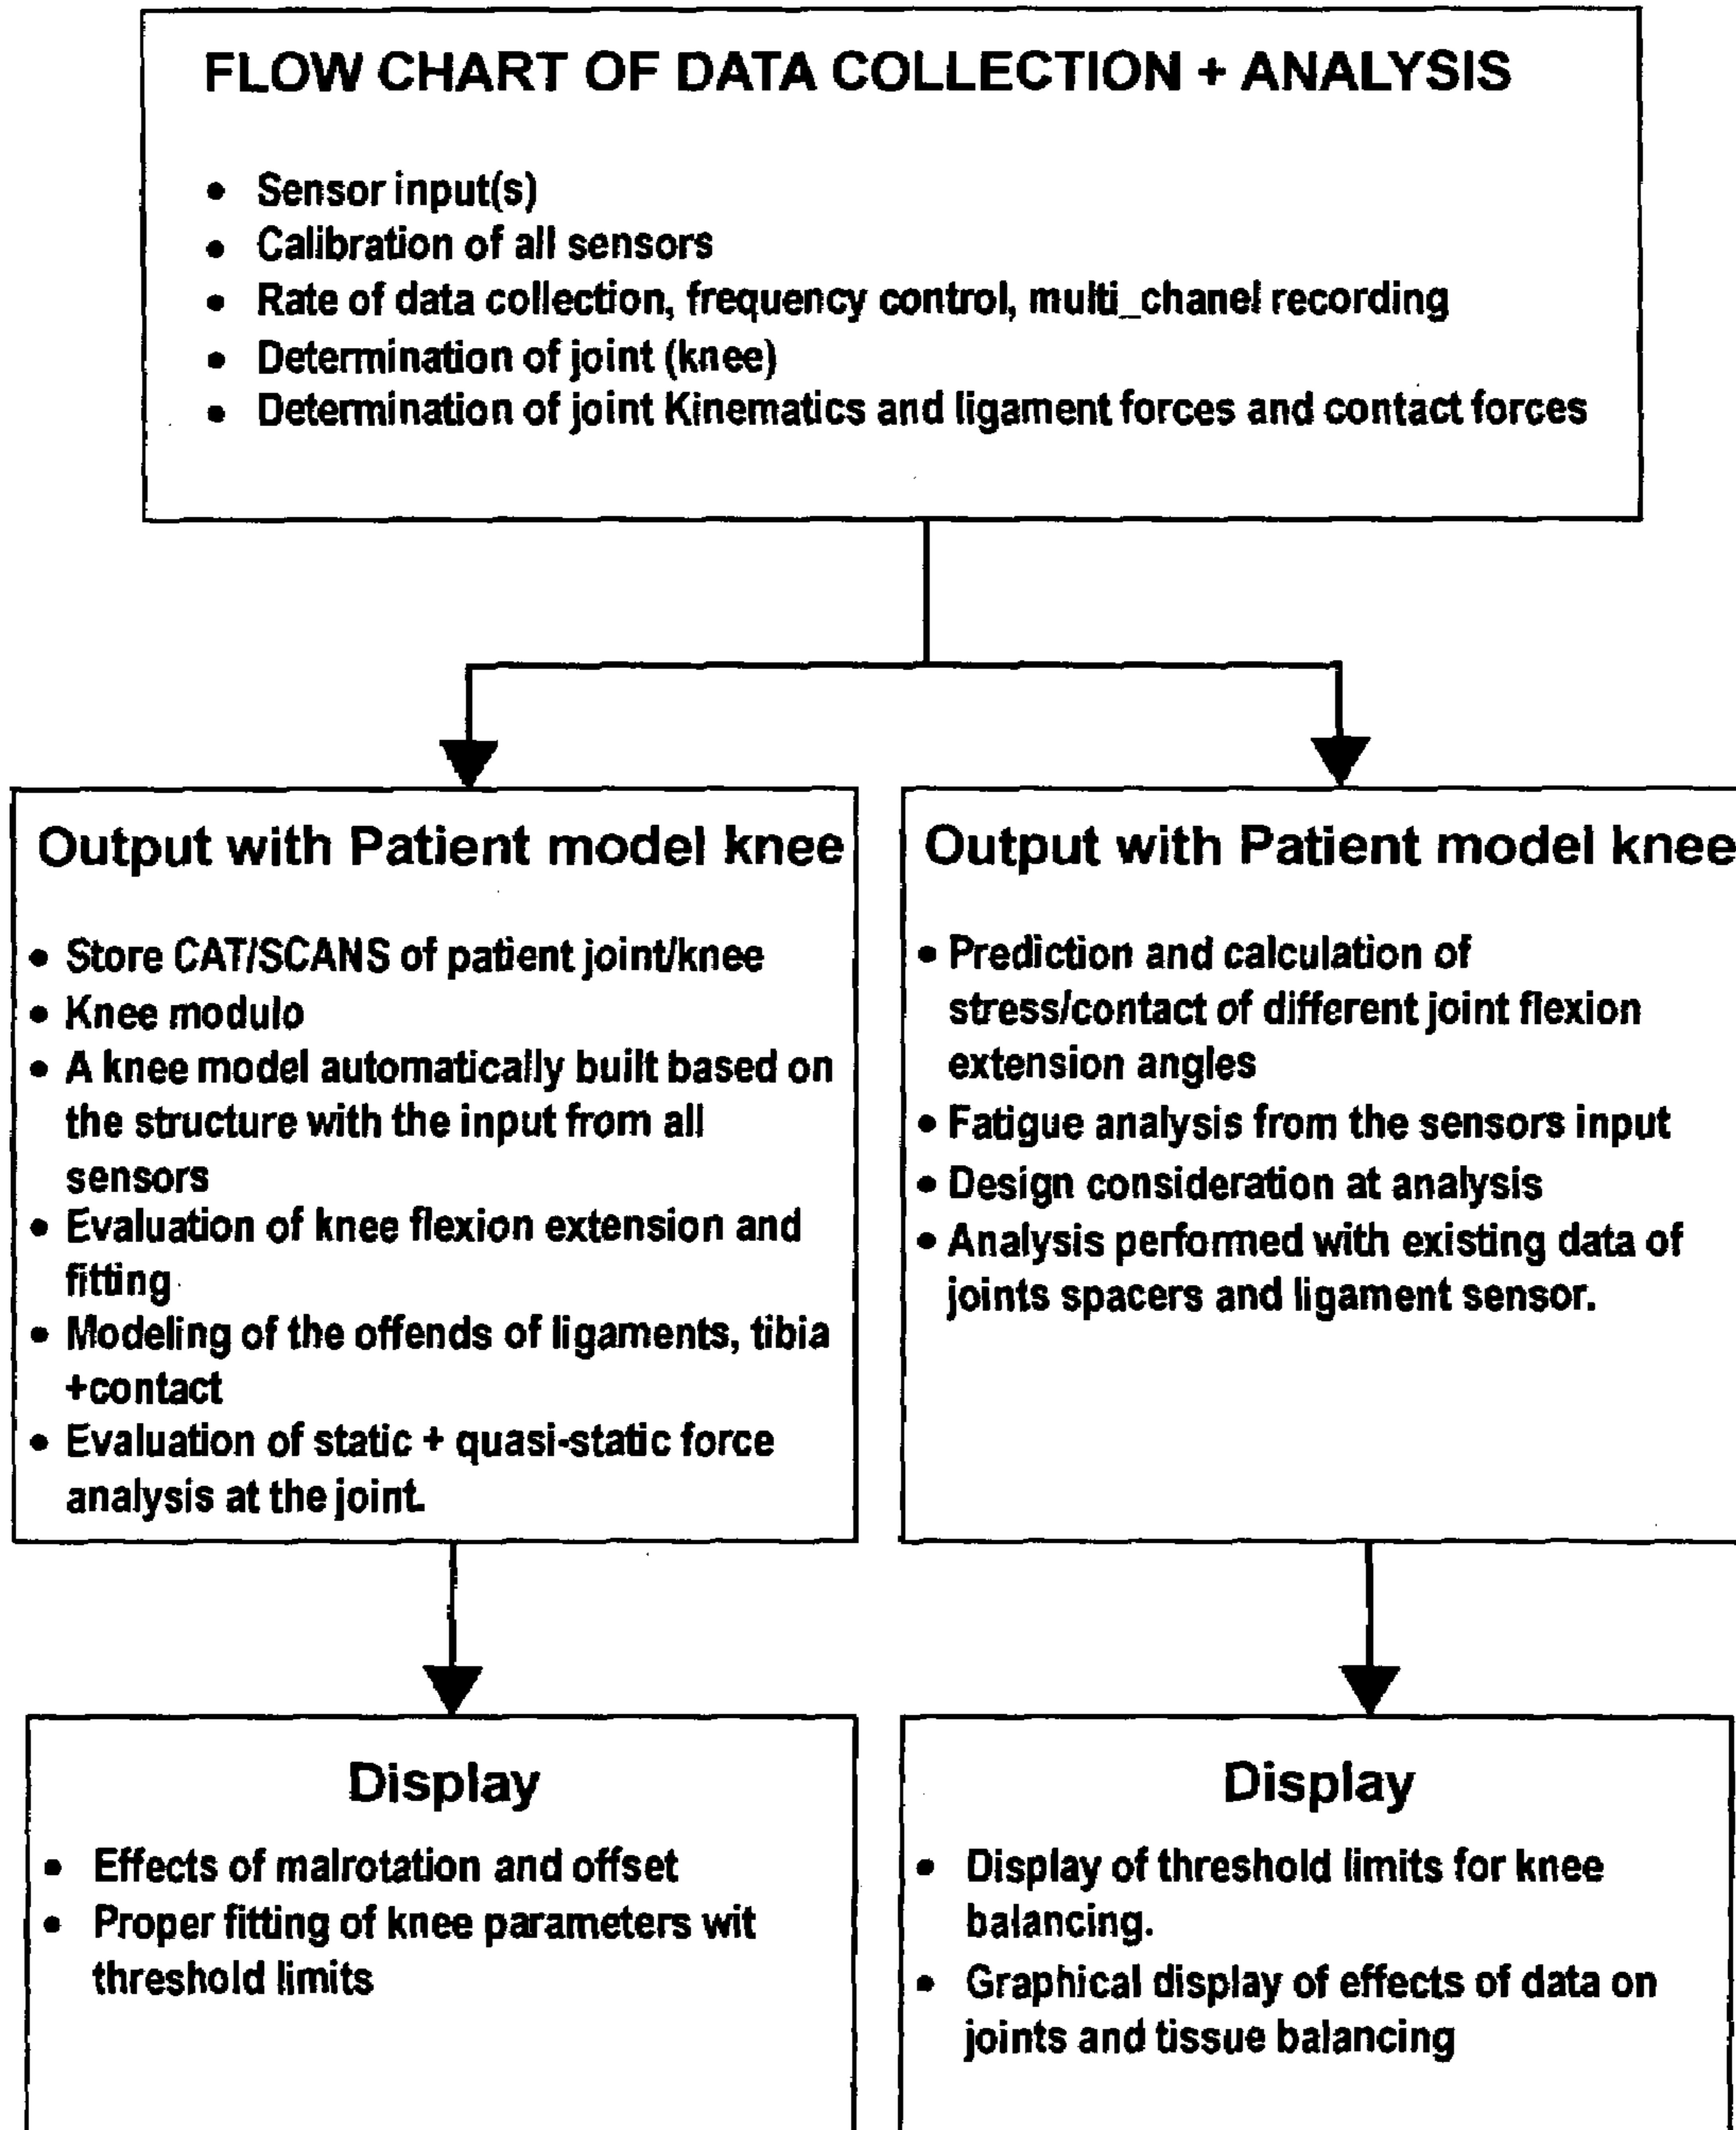 FLOW CHART OF DATA COLLECTION + ANALYSIS
• Sensor input(s)
• Calibration of all sensors
• Rate of data collection, frequency control, multi_chanel recording
• Determination of joint (knee)
• Determination of joint Kinematics and ligament forces and contact forces
Output with Patient model knee
• Store CAT/SCANS of patient joint/knee
• Knee modulo
• A knee model automatically built based on
the structure with the input from all
sensors
• Evaluation of knee flexion extension and
fitting
• Modeling of the offends of ligaments, tibia
+contact
• Evaluation of static + quasi-static force
analysis at the joint.
Output with Patient model knee
• Prediction and calculation of
stress/contact of different joint flexion
extension angles
• Fatigue analysis from the sensors input
• Design consideration at analysis
• Analysis performed with existing data of
joints spacers and ligament sensor.
Display
• Effects of malrotation and offset
• Proper fitting of knee parameters wit
threshold limits
Display
• Display of threshold limits for knee
balancing.
• Graphical display of effects of data on
joints and tissue balancing